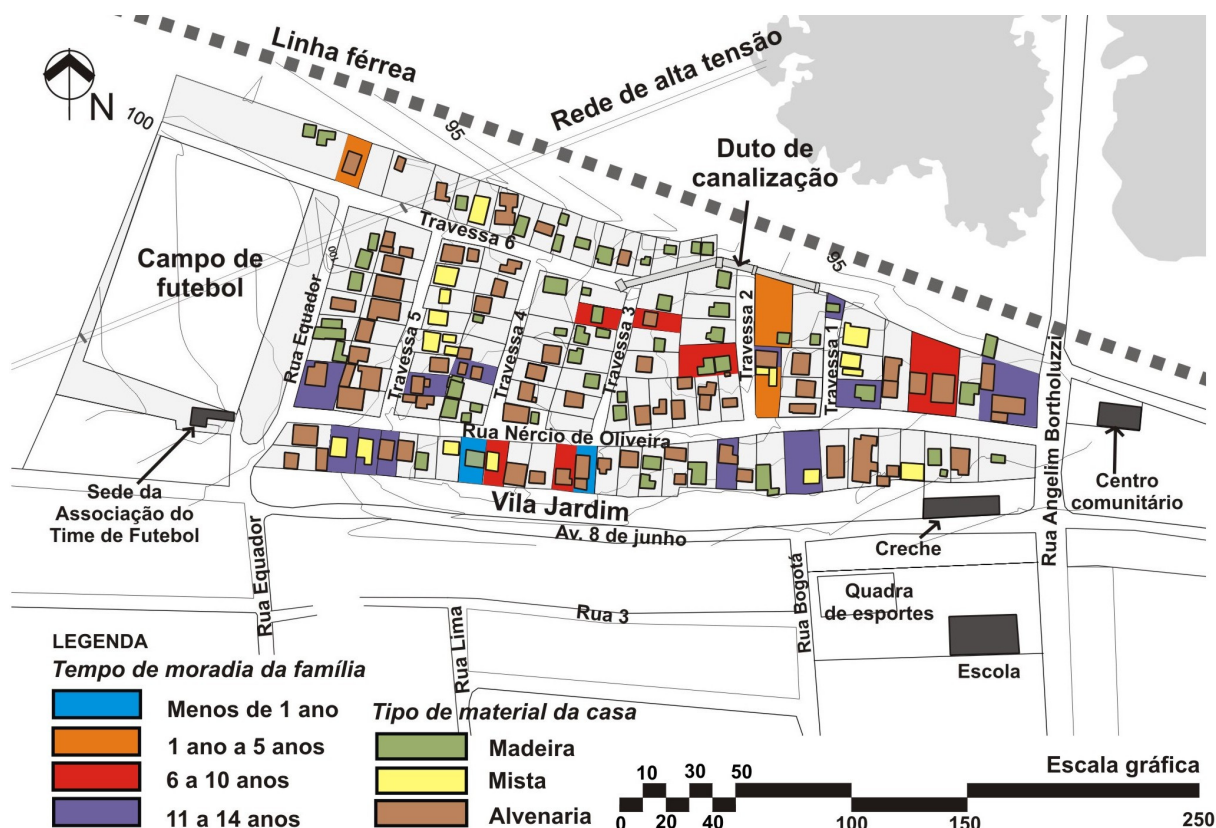 Linha férrea
Rede de alta tensão
N
100
95
Duto de
canalização
95
Travessa 6
100
Campo de
futebol
Rua Equador
Travessa 5
Travessa 4
Travessa 3
Travessa 2
Travessa 1
Rua Nércio de Oliveira
Rua Angelim Bortholuzzi
Sede da
Associação do
Time de Futebol
Vila Jardim
Av. 8 de junho
Creche
Centro
comunitário
Rua Equador
Rua Lima
Rua 3
Rua Bogotá
Quadra
de esportes
Escola
LEGENDA
Tempo de moradia da família
Menos de 1 ano
1 ano a 5 anos
6 a 10 anos
11 a 14 anos
Tipo de material da casa
Madeira
Mista
Alvenaria
Escala gráfica
10 30 50
0 20 40 100 150 250